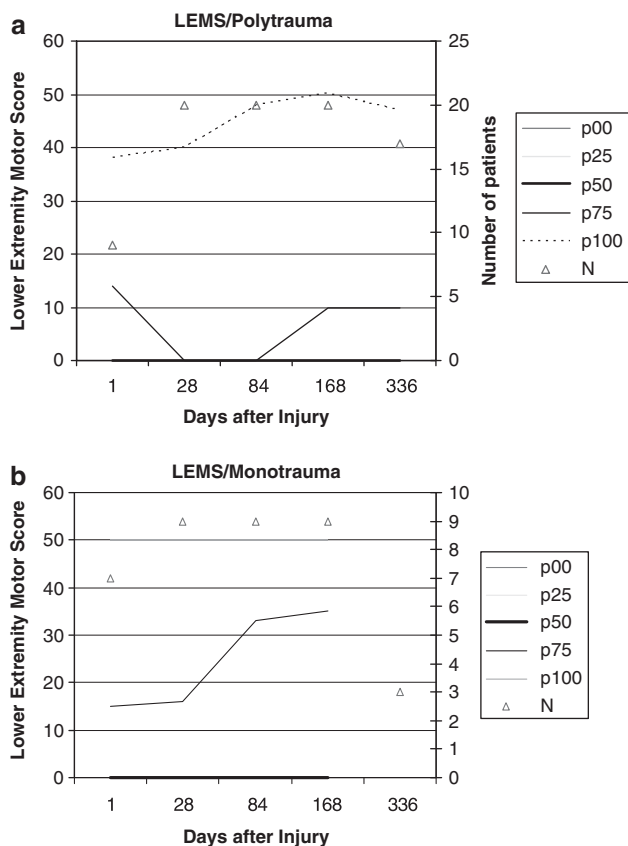 a
LEMS/Polytrauma
60
50
40
30
20
10
0
25
20
15
10
5
0
Lower Extremity Motor Score
Number of patients
1 28 84 168 336
Days after Injury
p00
p25
p50
p75
p100
N
b
LEMS/Monotrauma
60
50
40
30
20
10
0
10
9
8
7
6
5
4
3
2
1
0
Lower Extremity Motor Score
1 28 84 168 336
Days after Injury
p00
p25
p50
p75
p100
N